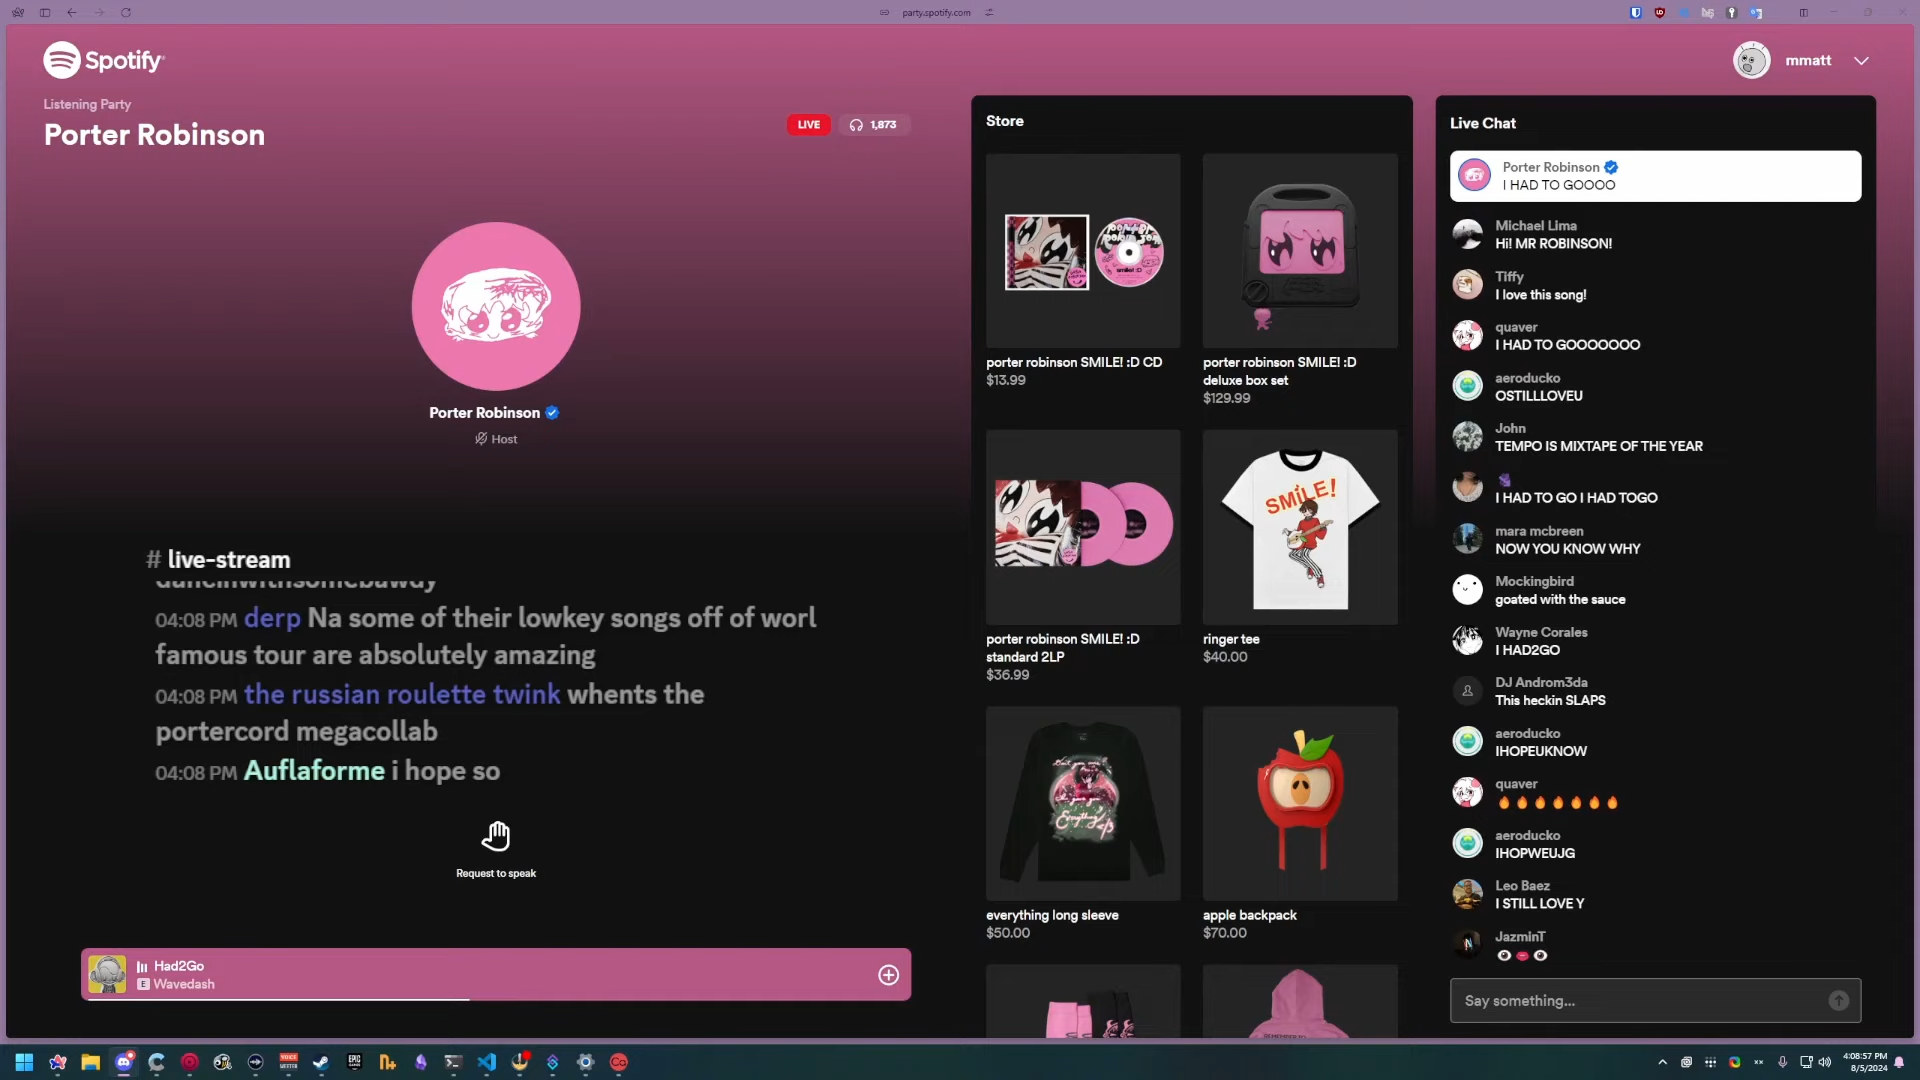 party.spotify.com
Spotify
mmatt
Listening Party
Porter Robinson
LIVE
1,873
Porter Robinson
Host
# live-stream
dancinwithsomebawdy
04:08 PM derp Na some of their lowkey songs off of worl
famous tour are absolutely amazing
04:08 PM the russian roulette twink whents the
portercord megacollab
04:08 PM Auflaforme i hope so
Request to speak
Had2Go
E Wavedash
Store
porter robinson SMILE! :D CD
$13.99
porter robinson SMILE! :D
deluxe box set
$129.99
SMiLE!
porter robinson SMILE! :D
standard 2LP
$36.99
ringer tee
$40.00
Everything
everything long sleeve
$50.00
apple backpack
$70.00
Live Chat
Porter Robinson
I HAD TO GOOOO
Michael Lima
Hi! MR ROBINSON!
Tiffy
I love this song!
quaver
I HAD TO GOOOOOOO
aeroducko
OSTILLLOVEU
John
TEMPO IS MIXTAPE OF THE YEAR
I HAD TO GO I HAD TOGO
mara mcbreen
NOW YOU KNOW WHY
Mockingbird
goated with the sauce
Wayne Corales
I HAD2GO
DJ Androm3da
This heckin SLAPS
aeroducko
IHOPEUKNOW
quaver
🔥🔥🔥🔥🔥🔥🔥
aeroducko
IHOPWEUJG
Leo Baez
I STILL LOVE Y
JazminT
👁️👄👁️
Say something...
4:08:57 PM
8/5/2024